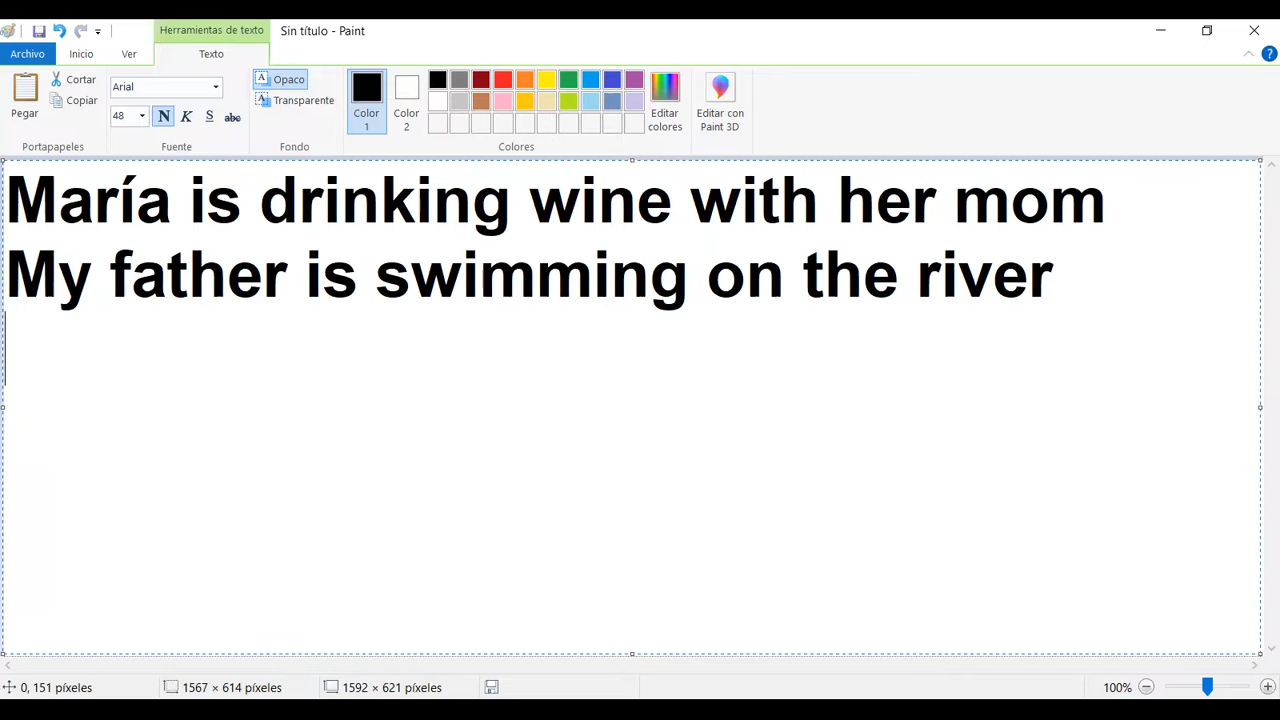 Herramientas de texto
Sin título - Paint
Archivo Inicio Ver Texto
Pegar
Cortar
Copiar
Portapapeles
Arial
48 N K S abc
Fuente
Opaco
Transparente
Fondo
Color 1
Color 2
Editar colores
Colores
Editar con Paint 3D
María is drinking wine with her mom
My father is swimming on the river
0, 151 píxeles
1567 × 614 píxeles
1592 × 621 píxeles
100%